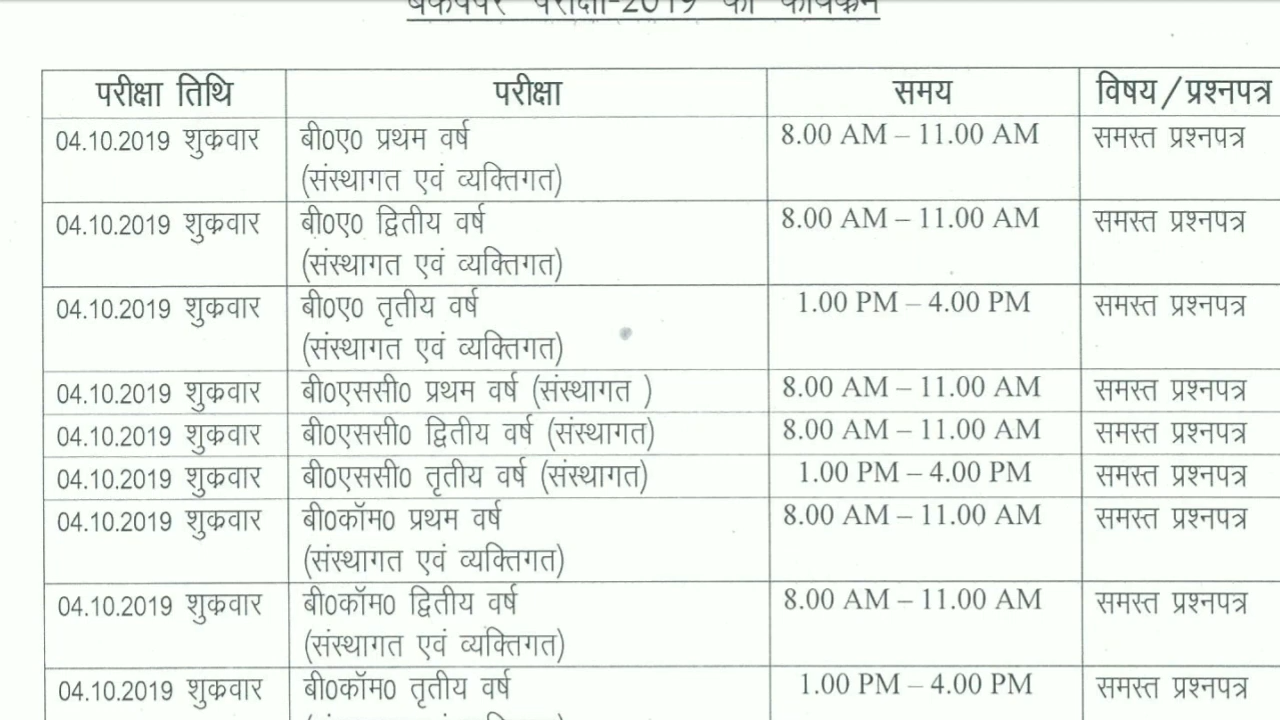 परीक्षा-2019
परीक्षा तिथि परीक्षा समय विषय/प्रश्नपत्र
04.10.2019 शुक्रवार बी0ए0 प्रथम वर्ष 8.00 AM – 11.00 AM समस्त प्रश्नपत्र
(संस्थागत एवं व्यक्तिगत)
04.10.2019 शुक्रवार बी0ए0 द्वितीय वर्ष 8.00 AM – 11.00 AM समस्त प्रश्नपत्र
(संस्थागत एवं व्यक्तिगत)
04.10.2019 शुक्रवार बी0ए0 तृतीय वर्ष 1.00 PM – 4.00 PM समस्त प्रश्नपत्र
(संस्थागत एवं व्यक्तिगत)
04.10.2019 शुक्रवार बी0एससी0 प्रथम वर्ष (संस्थागत ) 8.00 AM – 11.00 AM समस्त प्रश्नपत्र
04.10.2019 शुक्रवार बी0एससी0 द्वितीय वर्ष (संस्थागत) 8.00 AM – 11.00 AM समस्त प्रश्नपत्र
04.10.2019 शुक्रवार बी0एससी0 तृतीय वर्ष (संस्थागत) 1.00 PM – 4.00 PM समस्त प्रश्नपत्र
04.10.2019 शुक्रवार बी0कॉम0 प्रथम वर्ष 8.00 AM – 11.00 AM समस्त प्रश्नपत्र
(संस्थागत एवं व्यक्तिगत)
04.10.2019 शुक्रवार बी0कॉम0 द्वितीय वर्ष 8.00 AM – 11.00 AM समस्त प्रश्नपत्र
(संस्थागत एवं व्यक्तिगत)
04.10.2019 शुक्रवार बी0कॉम0 तृतीय वर्ष 1.00 PM – 4.00 PM समस्त प्रश्नपत्र